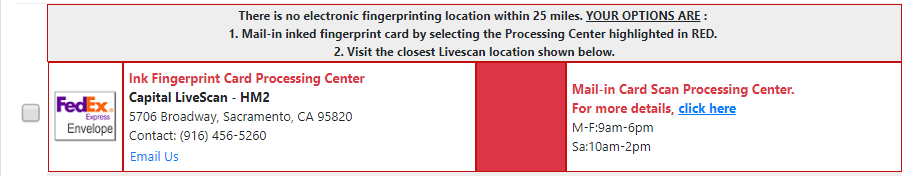 There is no electronic fingerprinting location within 25 miles. YOUR OPTIONS ARE :
1. Mail-in inked fingerprint card by selecting the Processing Center highlighted in RED.
2. Visit the closest Livescan location shown below.
FedEx
Express
Envelope
Ink Fingerprint Card Processing Center
Capital LiveScan - HM2
5706 Broadway, Sacramento, CA 95820
Contact: (916) 456-5260
Email Us
Mail-in Card Scan Processing Center.
For more details, click here
M-F:9am-6pm
Sa:10am-2pm